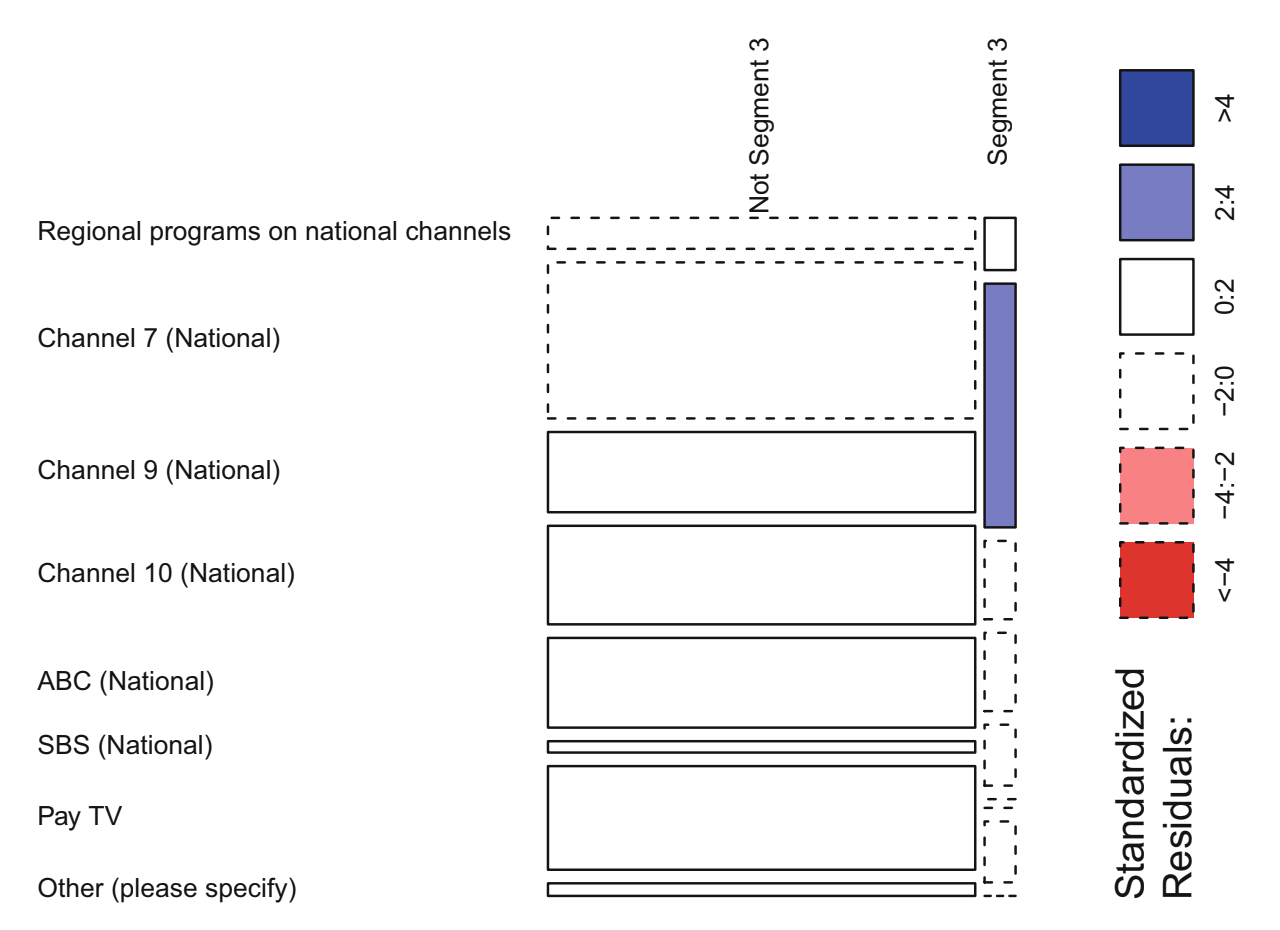 Not Segment 3
Segment 3
Regional programs on national channels
Channel 7 (National)
Channel 9 (National)
Channel 10 (National)
ABC (National)
SBS (National)
Pay TV
Other (please specify)
>4
2:4
0:2
−2:0
−4:−2
<−4
Standardized
Residuals: